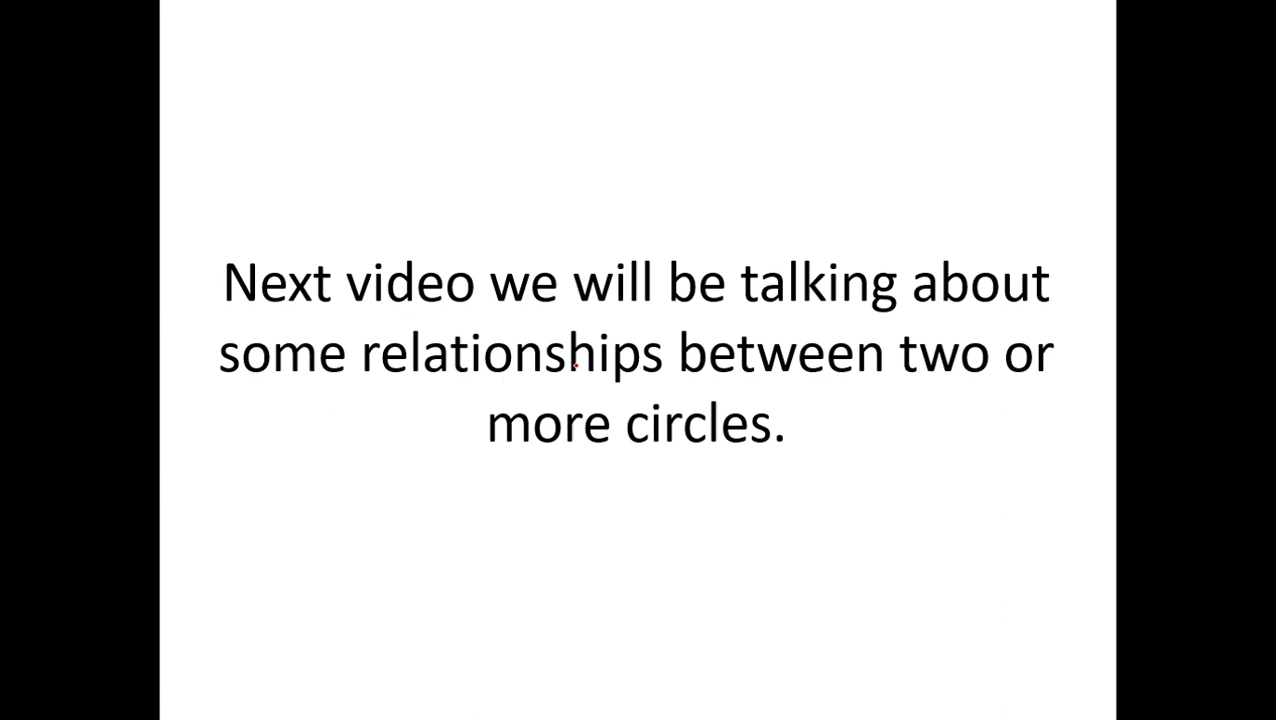 Next video we will be talking about
some relationships between two or
more circles.